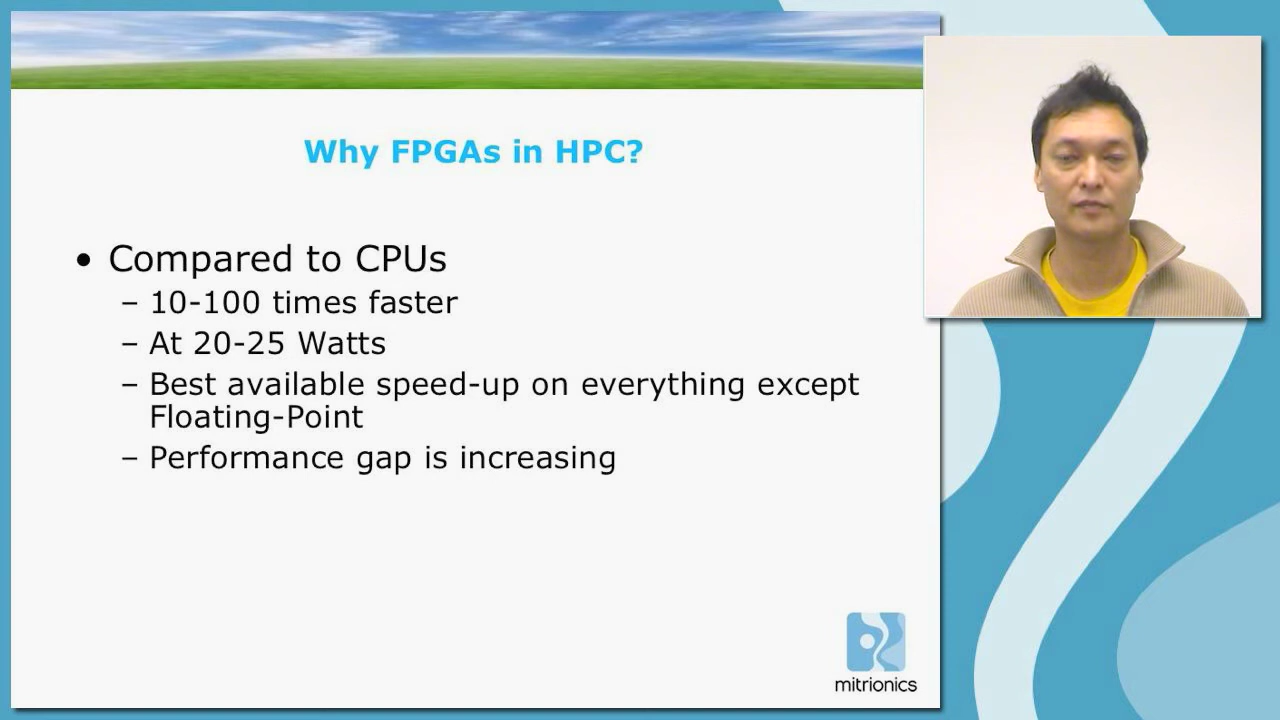 Why FPGAs in HPC?
• Compared to CPUs
– 10-100 times faster
– At 20-25 Watts
– Best available speed-up on everything except
Floating-Point
– Performance gap is increasing
mitrionics